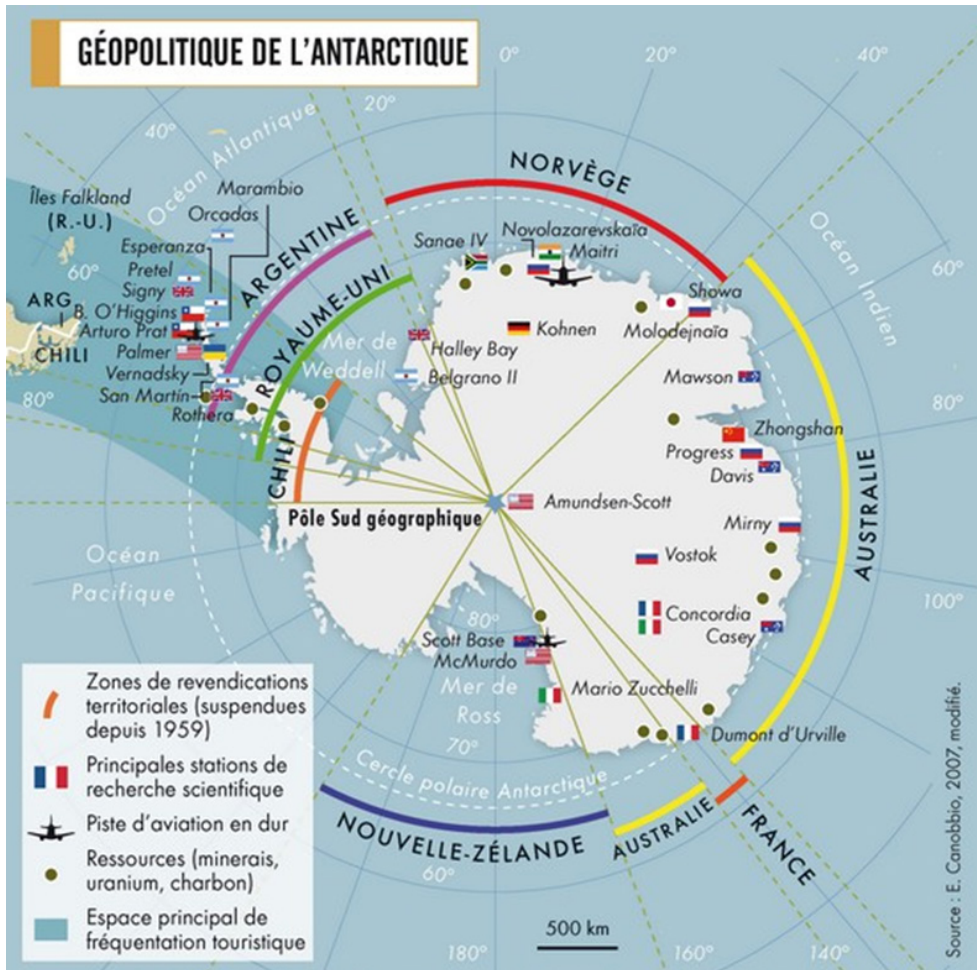 GÉOPOLITIQUE DE L'ANTARCTIQUE
0°
20°
40°
20°
40°
60°
80°
60°
80°
100°
140°
160°
180°
60°
70°
80°
Océan Atlantique
Océan Indien
Océan
Pacifique
Îles Falkland
(R.-U.)
ARG
CHILI
Marambio
Orcadas
Esperanza
Pretel
Signy
B. O'Higgins
Arturo Prat
Palmer
Vernadsky
San Martin
Rothera
ARGENTINE
ROYAUME-UNI
CHILI
NORVÈGE
AUSTRALIE
FRANCE
AUSTRALIE
NOUVELLE-ZÉLANDE
Mer de
Weddell
Sanae IV
Novolazarevskaïa
Maitri
Kohnen
Halley Bay
Belgrano II
Showa
Molodejnaïa
Mawson
Zhongshan
Progress
Davis
Mirny
Amundsen-Scott
Pôle Sud géographique
Vostok
Concordia
Casey
Scott Base
McMurdo
Mario Zucchelli
Mer de
Ross
Dumont d'Urville
Cercle polaire Antarctique
Zones de revendications
territoriales (suspendues
depuis 1959)
Principales stations de
recherche scientifique
Piste d'aviation en dur
Ressources (minerais,
uranium, charbon)
Espace principal de
fréquentation touristique
500 km
Source : E. Canobbio, 2007, modifié.